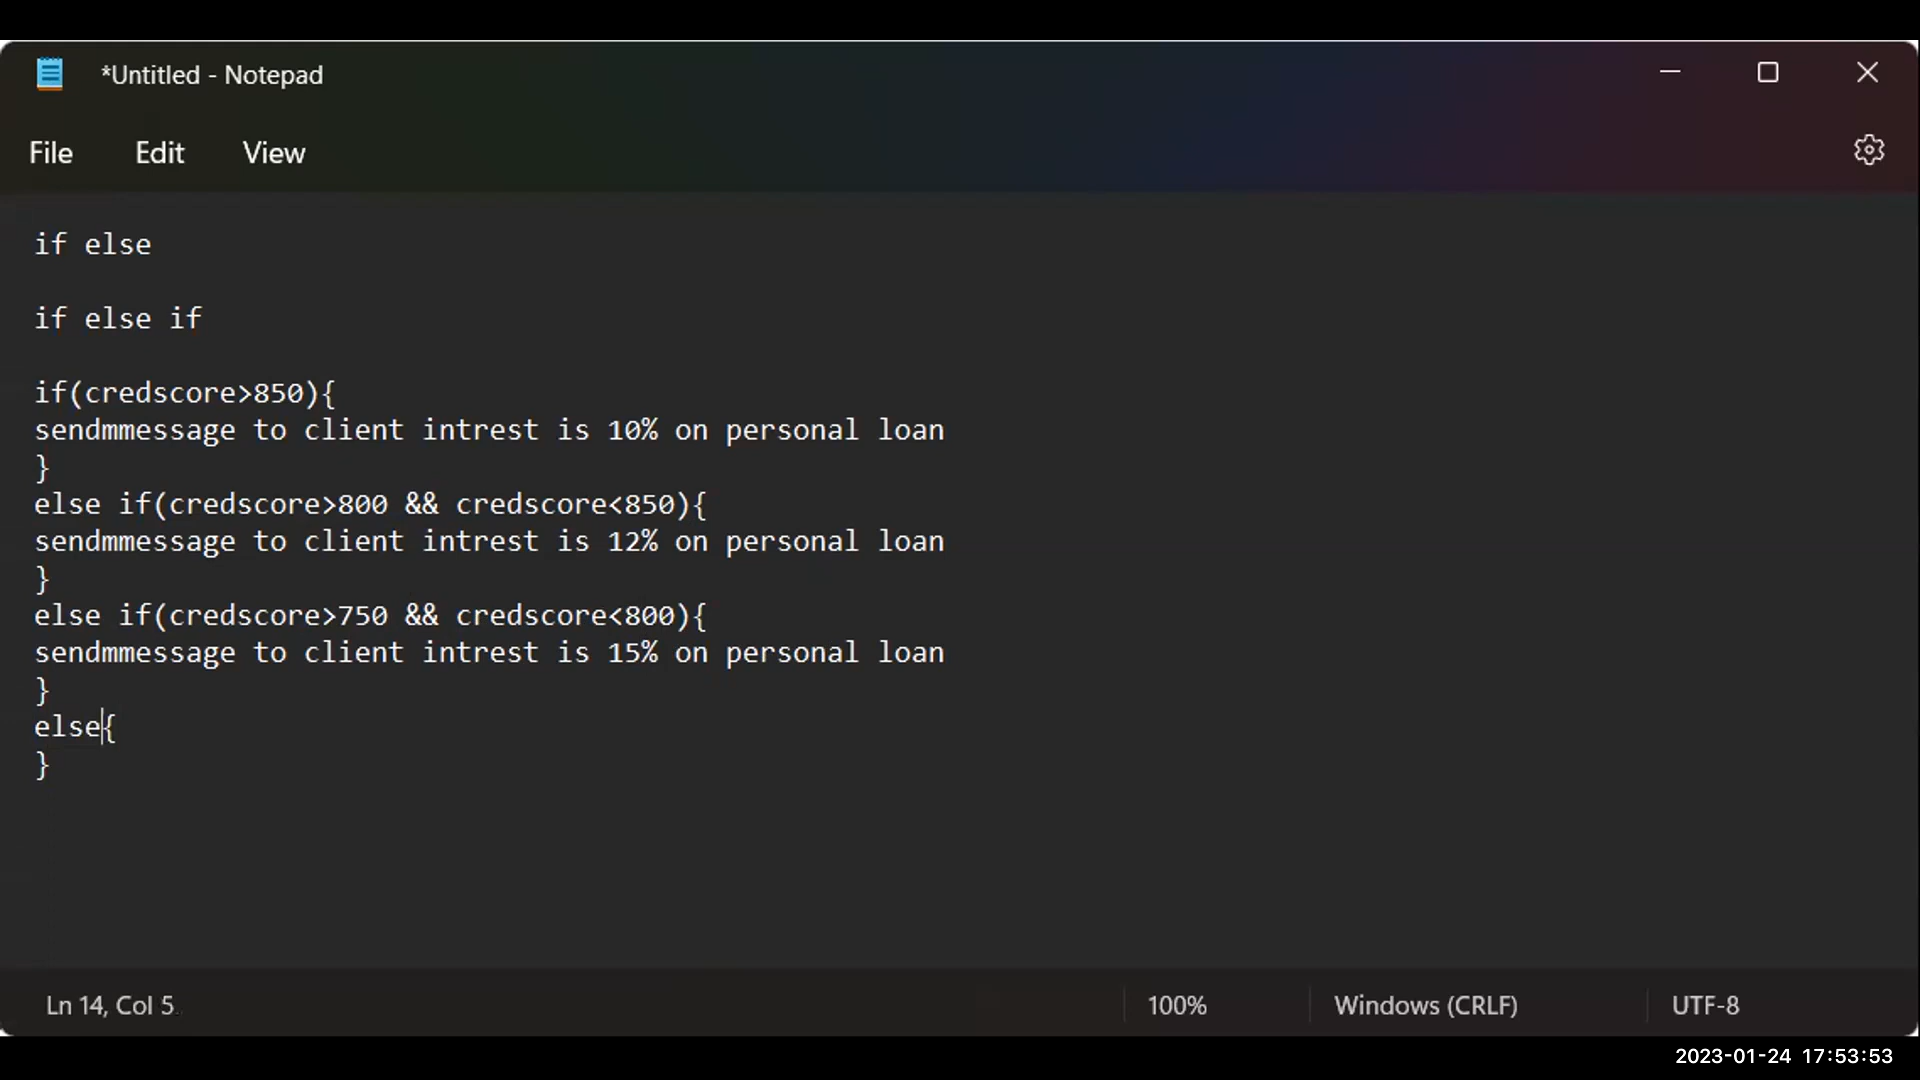 *Untitled - Notepad
File Edit View
if else
if else if
if(credscore>850){
sendmmessage to client intrest is 10% on personal loan
}
else if(credscore>800 && credscore<850){
sendmmessage to client intrest is 12% on personal loan
}
else if(credscore>750 && credscore<800){
sendmmessage to client intrest is 15% on personal loan
}
else{
}
Ln 14, Col 5 100% Windows (CRLF) UTF-8
2023-01-24 17:53:53